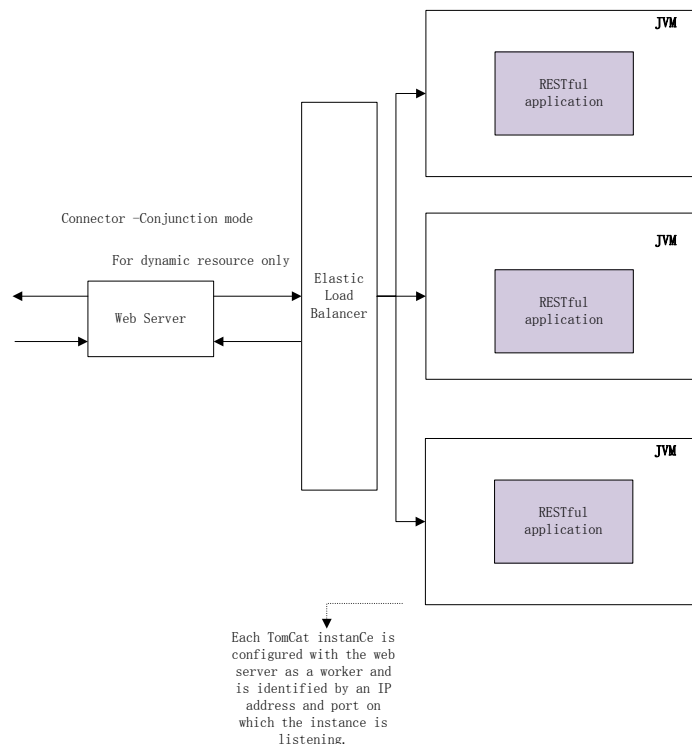 JVM
RESTful
application
Connector -Conjunction mode
For dynamic resource only
Web Server
Elastic
Load
Balancer
JVM
RESTful
application
JVM
RESTful
application
Each TomCat instanCe is
configured with the web
server as a worker and
is identified by an IP
address and port on
which the instance is
listening.